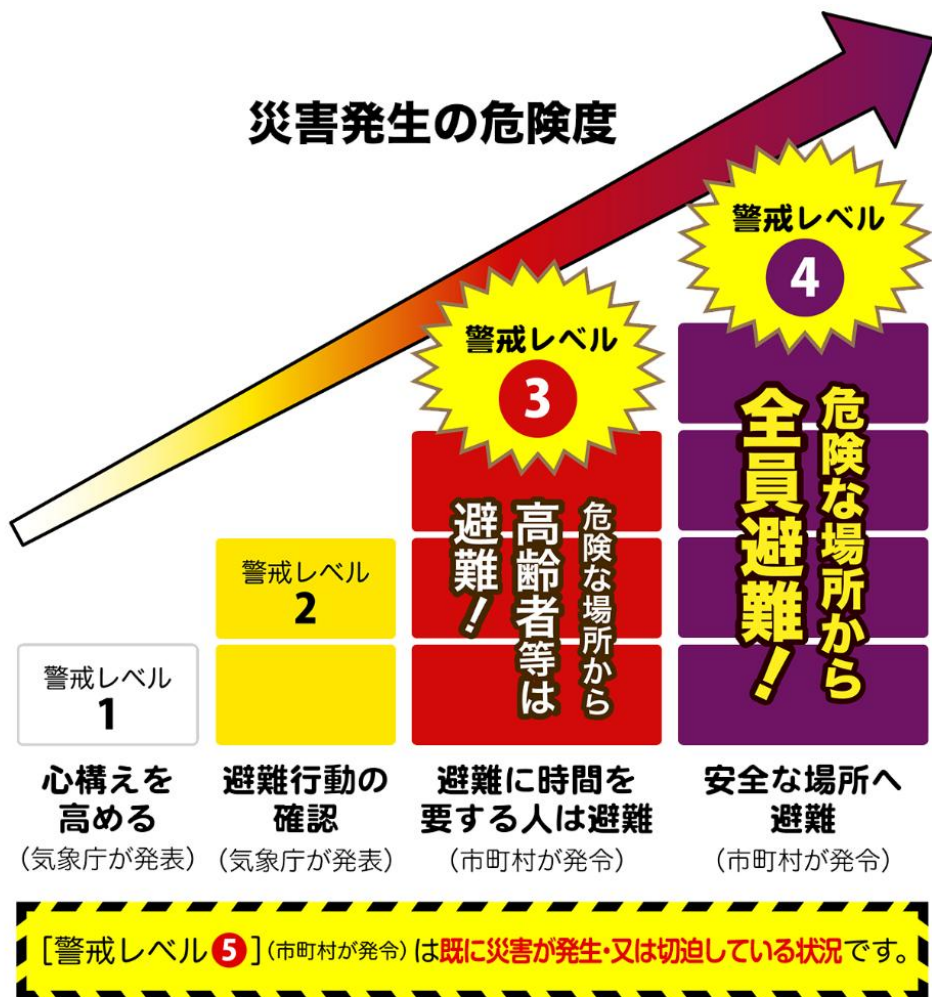 災害発生の危険度
警戒レベル
1
心構えを
高める
（気象庁が発表）
警戒レベル
2
避難行動の
確認
（気象庁が発表）
警戒レベル
3
危険な場所から
高齢者等は
避難！
避難に時間を
要する人は避難
（市町村が発令）
警戒レベル
4
危険な場所から
全員避難！
安全な場所へ
避難
（市町村が発令）
［警戒レベル5］（市町村が発令）は既に災害が発生・又は切迫している状況です。